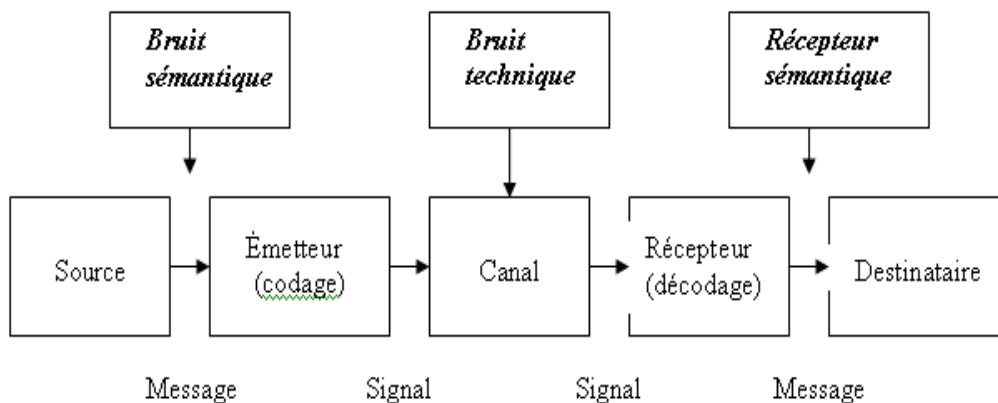 Bruit
sémantique
Bruit
technique
Récepteur
sémantique
Source
Émetteur
(codage)
Canal
Récepteur
(décodage)
Destinataire
Message
Signal
Signal
Message